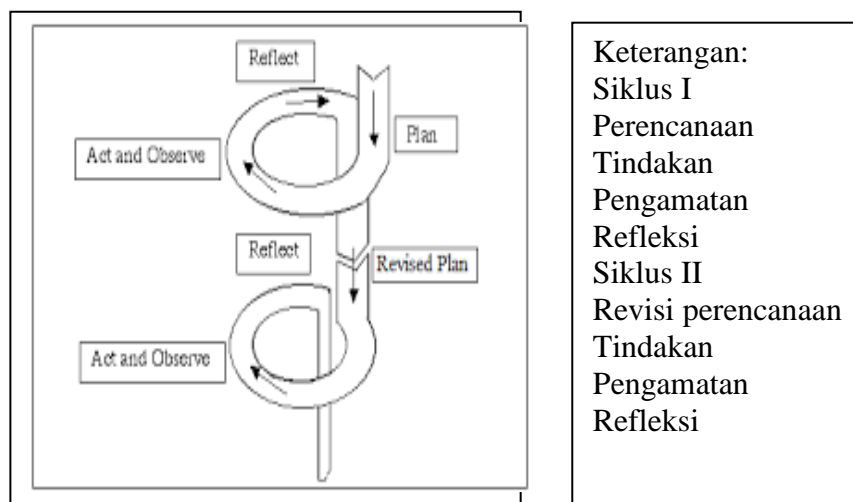 Reflect
Plan
Act and Observe
Reflect
Revised Plan
Act and Observe
Keterangan:
Siklus I
Perencanaan
Tindakan
Pengamatan
Refleksi
Siklus II
Revisi perencanaan
Tindakan
Pengamatan
Refleksi